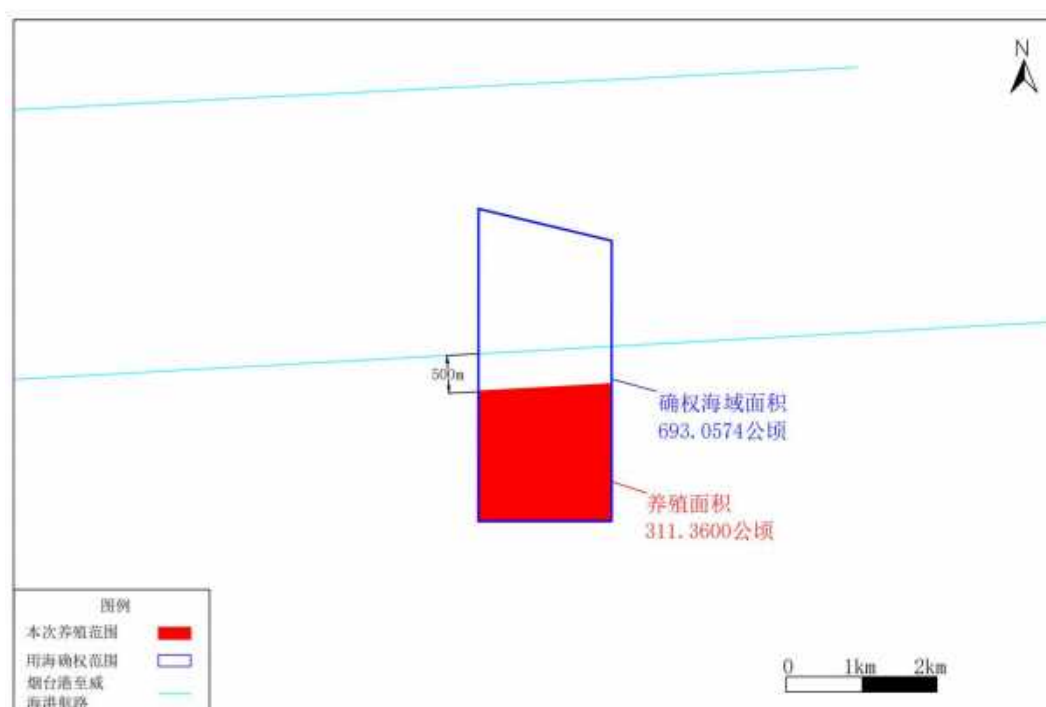 N
500m
确权海域面积
693.0574公顷
养殖面积
311.3600公顷
图例
本次养殖范围
用海确权范围
烟台港至威
海港航路
0 1km 2km